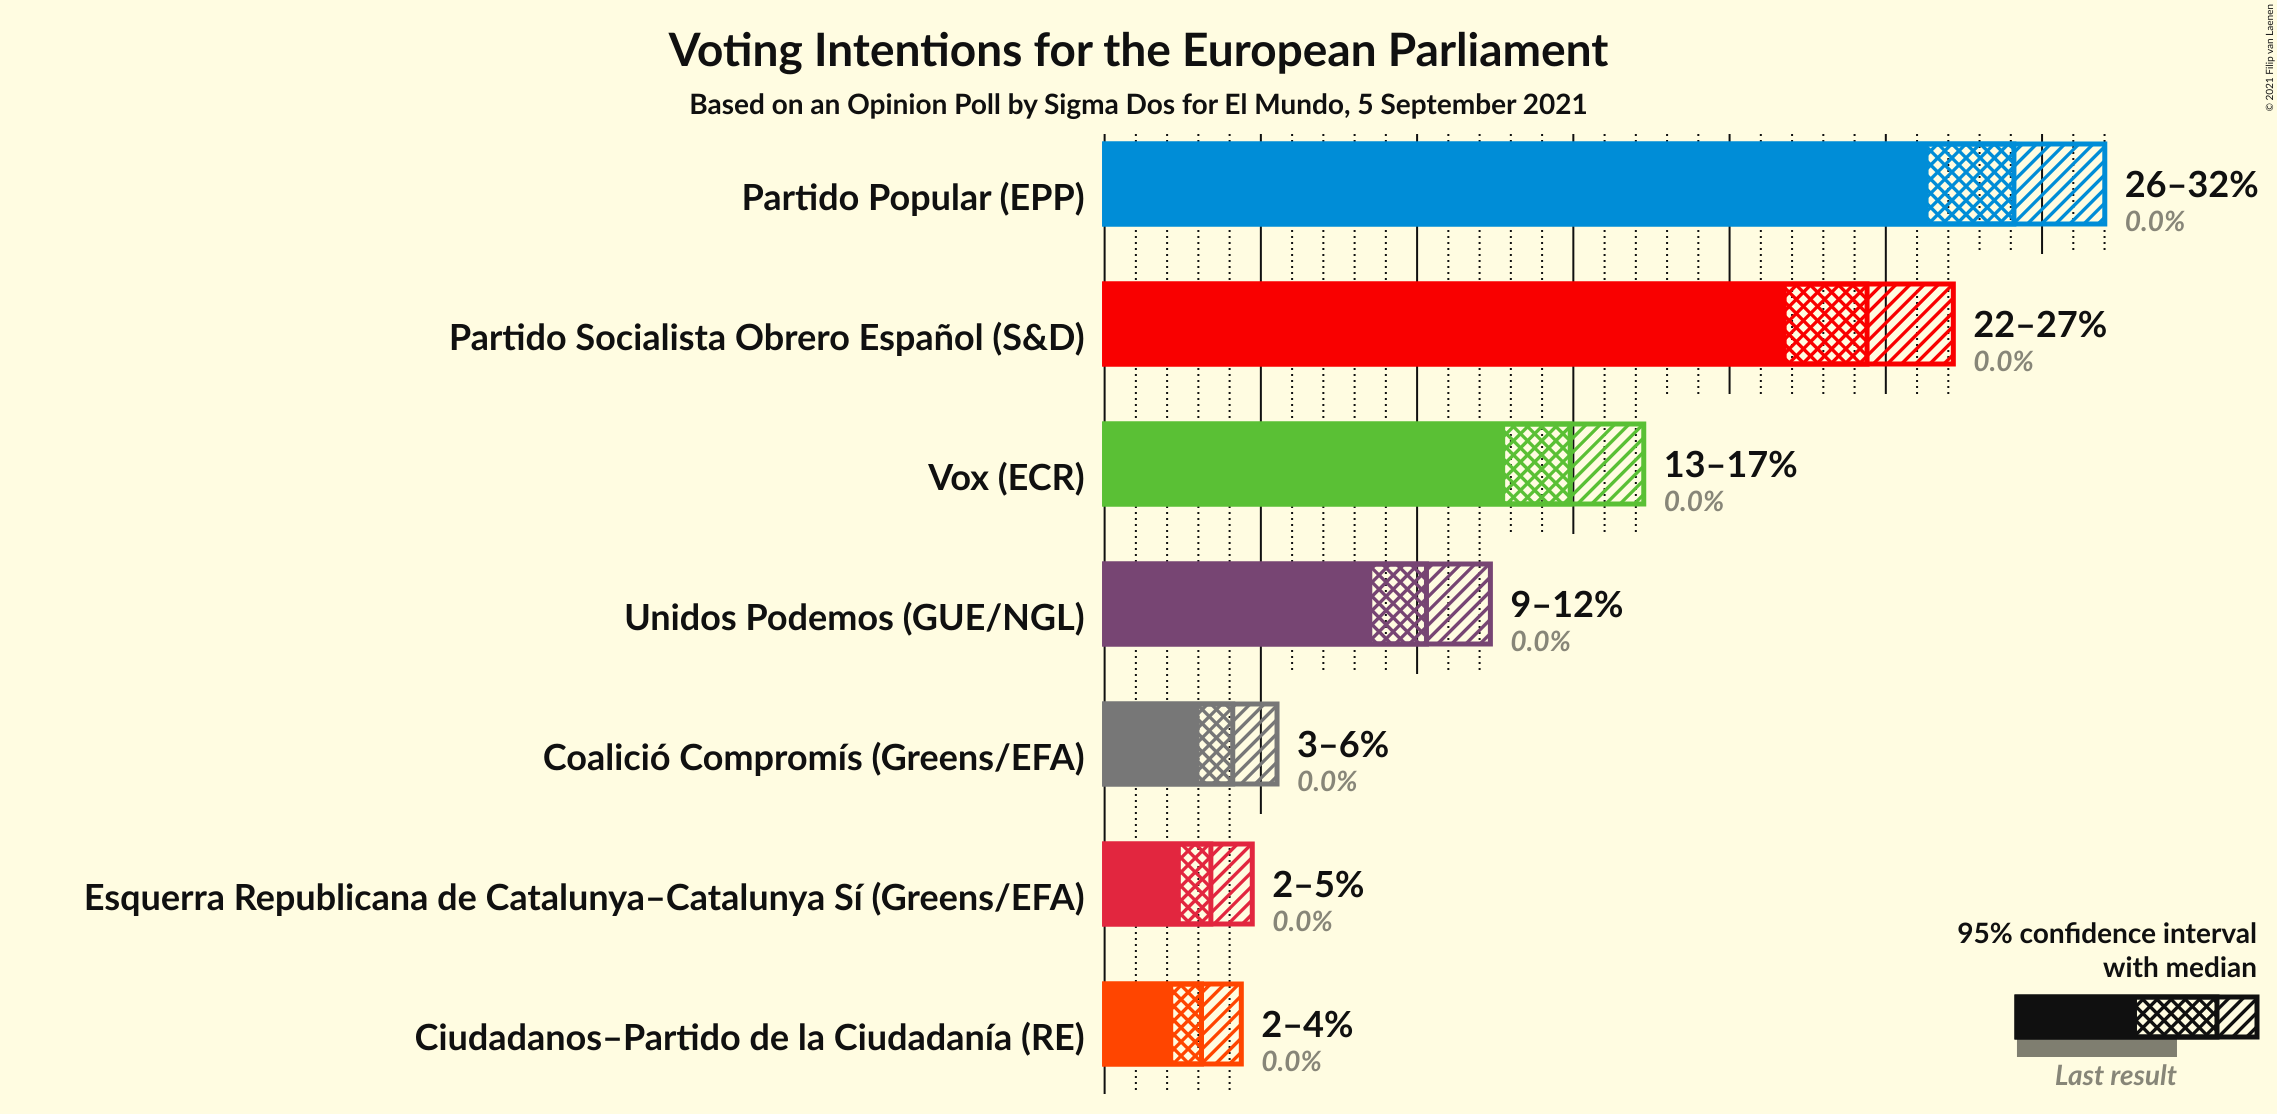 Voting Intentions for the European Parliament
Based on an Opinion Poll by Sigma Dos for El Mundo, 5 September 2021
© 2021 Filip van Laenen
Partido Popular (EPP)
26–32%
0.0%
Partido Socialista Obrero Español (S&D)
22–27%
0.0%
Vox (ECR)
13–17%
0.0%
Unidos Podemos (GUE/NGL)
9–12%
0.0%
Coalició Compromís (Greens/EFA)
3–6%
0.0%
Esquerra Republicana de Catalunya–Catalunya Sí (Greens/EFA)
2–5%
0.0%
Ciudadanos–Partido de la Ciudadanía (RE)
2–4%
0.0%
95% confidence interval
with median
Last result